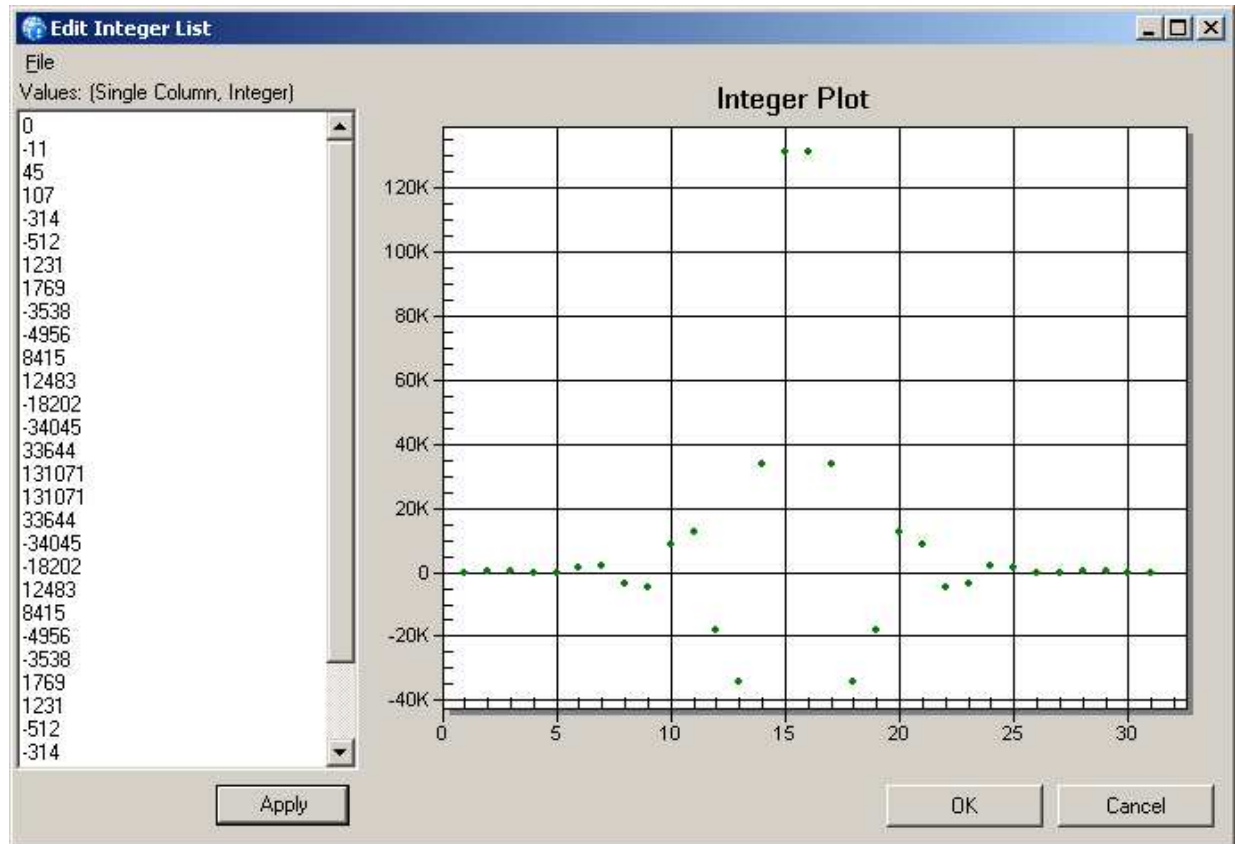 Edit Integer List
File
Values: (Single Column, Integer)
0
-11
45
107
-314
-512
1231
1769
-3538
-4956
8415
12483
-18202
-34045
33644
131071
131071
33644
-34045
-18202
12483
8415
-4956
-3538
1769
1231
-512
-314
Apply
Integer Plot
120K
100K
80K
60K
40K
20K
0
-20K
-40K
0 5 10 15 20 25 30
OK Cancel